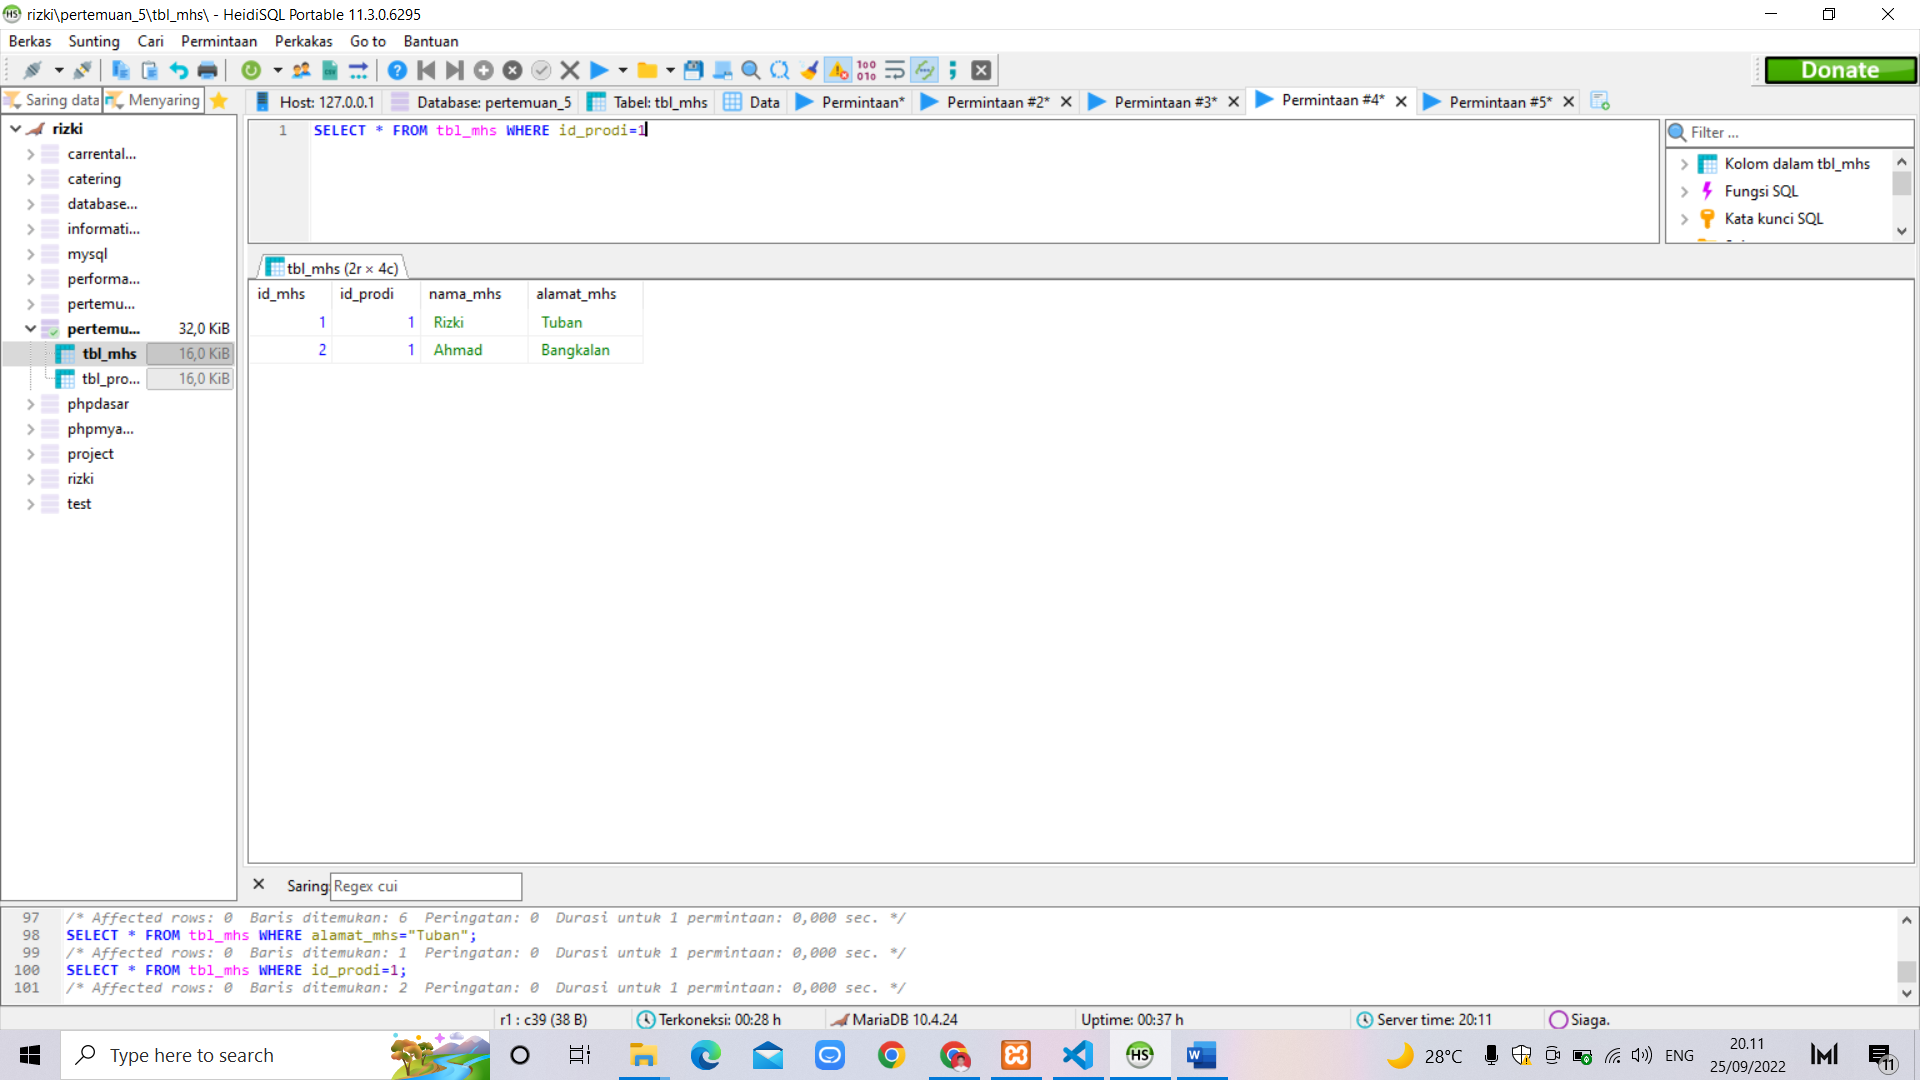 rizki\pertemuan_5\tbl_mhs\ - HeidiSQL Portable 11.3.0.6295
Berkas Sunting Cari Permintaan Perkakas Go to Bantuan
Donate
Saring data Menyaring Host: 127.0.0.1 Database: pertemuan_5 Tabel: tbl_mhs Data Permintaan* Permintaan #2* Permintaan #3* Permintaan #4* Permintaan #5*
rizki
carrental...
catering
database...
informati...
mysql
performa...
pertemu...
pertemu... 32,0 KiB
tbl_mhs 16,0 KiB
tbl_pro... 16,0 KiB
phpdasar
phpmya...
project
rizki
test
1 SELECT * FROM tbl_mhs WHERE id_prodi=1
Filter ...
Kolom dalam tbl_mhs
Fungsi SQL
Kata kunci SQL
tbl_mhs (2r × 4c)
id_mhs id_prodi nama_mhs alamat_mhs
1 1 Rizki Tuban
2 1 Ahmad Bangkalan
Saring Regex cui
97 /* Affected rows: 0 Baris ditemukan: 6 Peringatan: 0 Durasi untuk 1 permintaan: 0,000 sec. */
98 SELECT * FROM tbl_mhs WHERE alamat_mhs="Tuban";
99 /* Affected rows: 0 Baris ditemukan: 1 Peringatan: 0 Durasi untuk 1 permintaan: 0,000 sec. */
100 SELECT * FROM tbl_mhs WHERE id_prodi=1;
101 /* Affected rows: 0 Baris ditemukan: 2 Peringatan: 0 Durasi untuk 1 permintaan: 0,000 sec. */
r1 : c39 (38 B) Terkoneksi: 00:28 h MariaDB 10.4.24 Uptime: 00:37 h Server time: 20:11 Siaga.
Type here to search
28°C ENG
20.11
25/09/2022
11